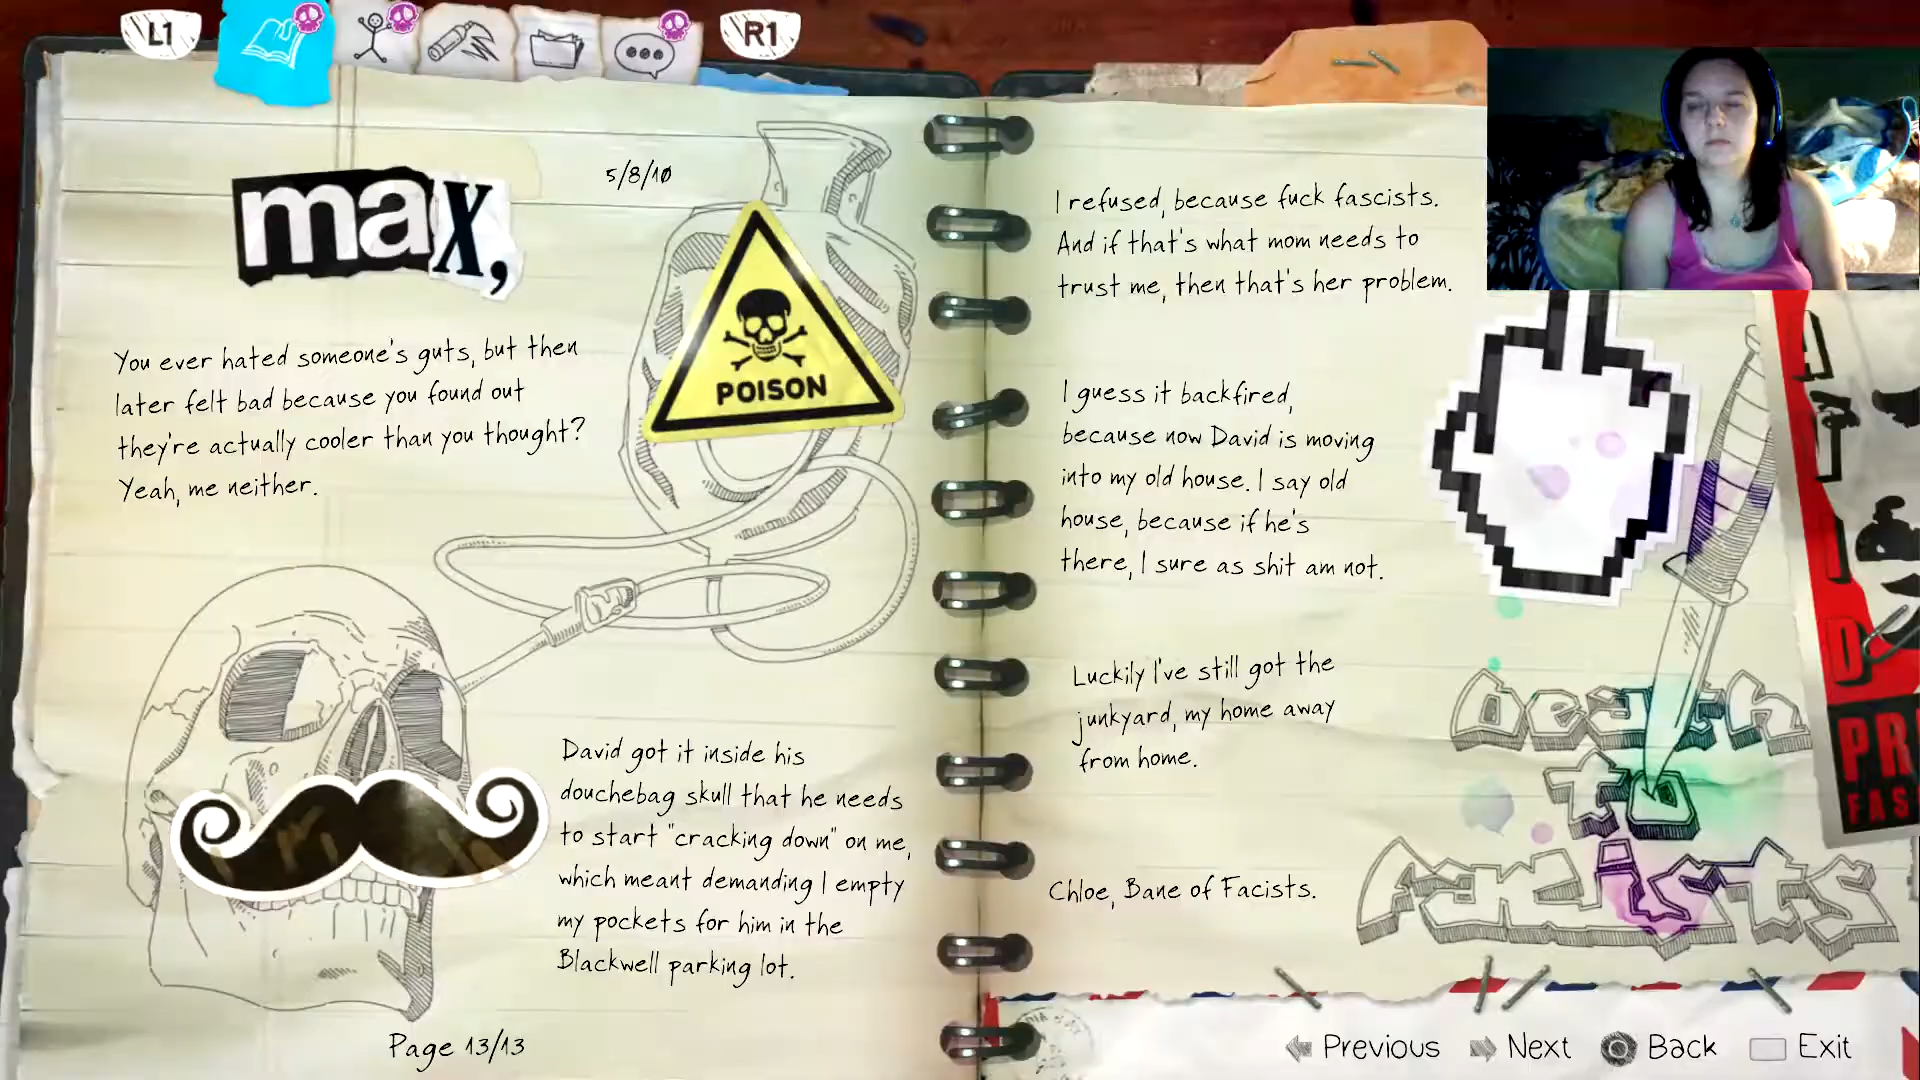 L1
R1
max,
5/8/10
POISON
You ever hated someone's guts, but then
later felt bad because you found out
they're actually cooler than you thought?
Yeah, me neither.
David got it inside his
douchebag skull that he needs
to start "cracking down" on me,
which meant demanding I empty
my pockets for him in the
Blackwell parking lot.
Page 13/13
I refused, because fuck fascists.
And if that's what mom needs to
trust me, then that's her problem.
I guess it backfired,
because now David is moving
into my old house. I say old
house, because if he's
there, I sure as shit am not.
Luckily I've still got the
junkyard, my home away
from home.
Chloe, Bane of Facists.
Death
to
PR
FAS
Previous
Next
Back
Exit